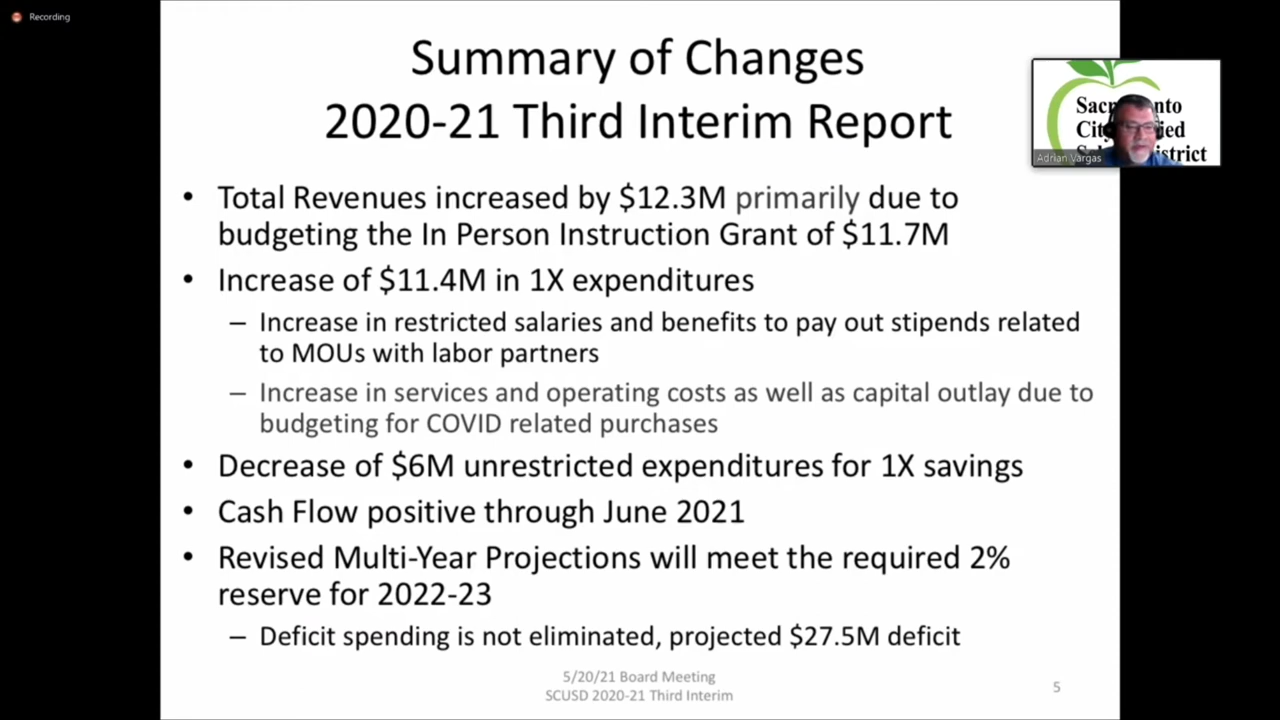 Recording
Summary of Changes
2020-21 Third Interim Report
Adrian Vargas
• Total Revenues increased by $12.3M primarily due to
budgeting the In Person Instruction Grant of $11.7M
• Increase of $11.4M in 1X expenditures
– Increase in restricted salaries and benefits to pay out stipends related
to MOUs with labor partners
– Increase in services and operating costs as well as capital outlay due to
budgeting for COVID related purchases
• Decrease of $6M unrestricted expenditures for 1X savings
• Cash Flow positive through June 2021
• Revised Multi-Year Projections will meet the required 2%
reserve for 2022-23
– Deficit spending is not eliminated, projected $27.5M deficit
5/20/21 Board Meeting
SCUSD 2020-21 Third Interim
5